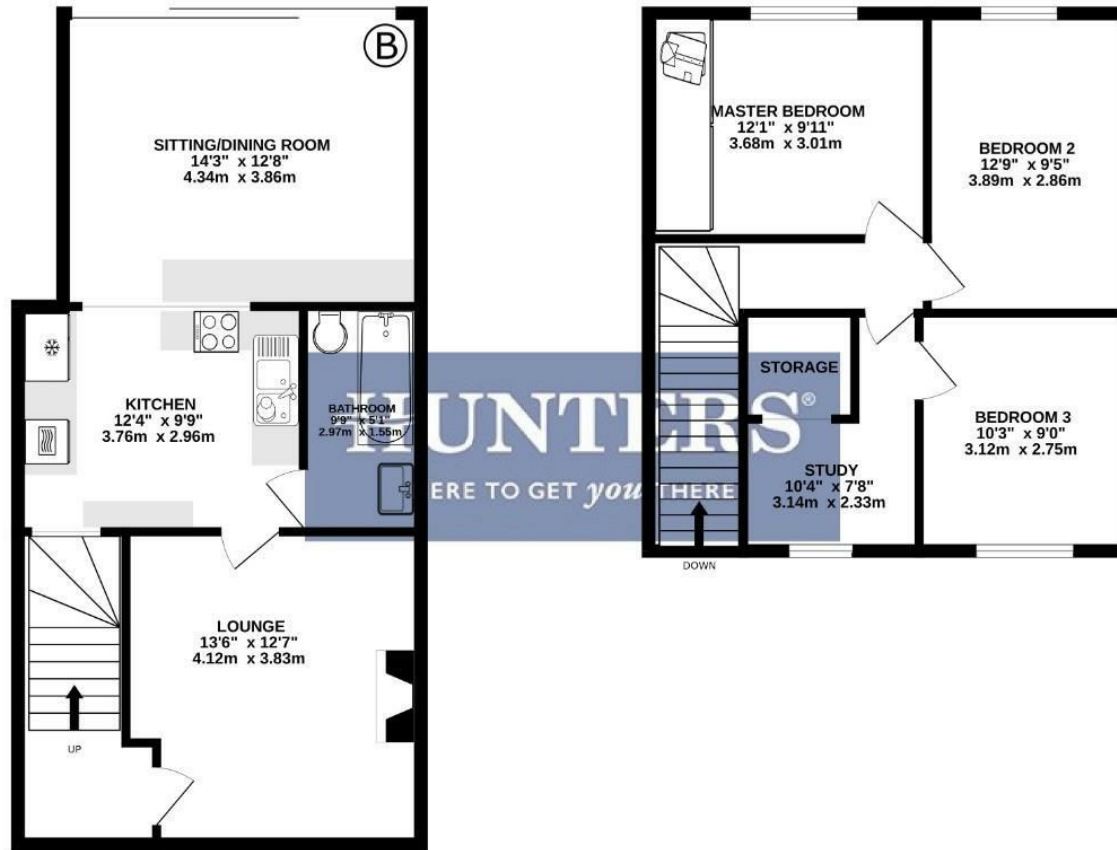 B
SITTING/DINING ROOM
14'3" x 12'8"
4.34m x 3.86m
KITCHEN
12'4" x 9'9"
3.76m x 2.96m
BATHROOM
9'9" x 5'1"
2.97m x 1.55m
UP
LOUNGE
13'6" x 12'7"
4.12m x 3.83m
MASTER BEDROOM
12'1" x 9'11"
3.68m x 3.01m
BEDROOM 2
12'9" x 9'5"
3.89m x 2.86m
STORAGE
STUDY
10'4" x 7'8"
3.14m x 2.33m
BEDROOM 3
10'3" x 9'0"
3.12m x 2.75m
DOWN
HUNTERS®
ERE TO GET you THERE